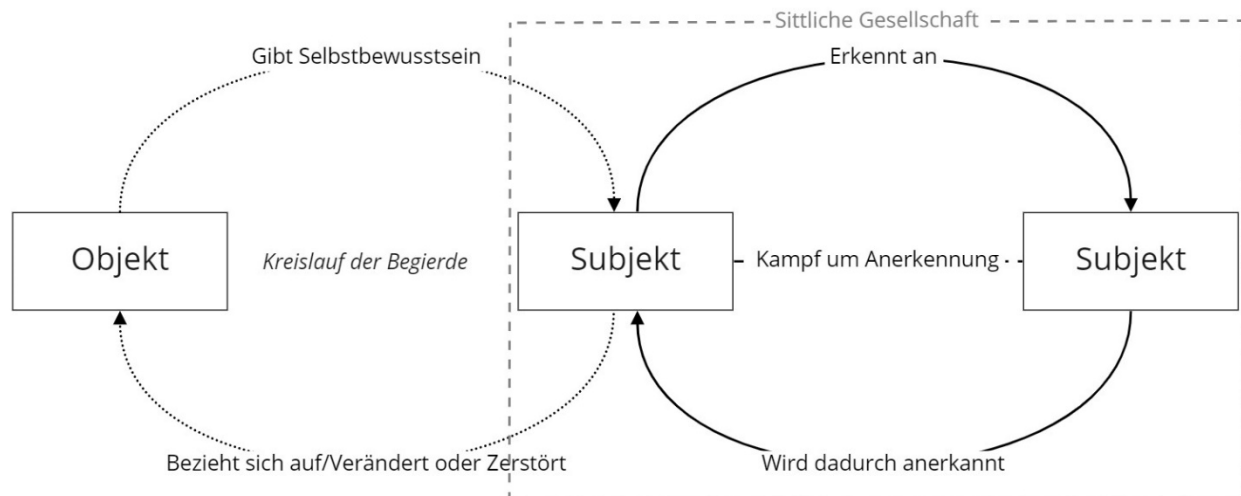 Sittliche Gesellschaft
Gibt Selbstbewusstsein
Erkennt an
Objekt
Kreislauf der Begierde
Subjekt
Kampf um Anerkennung
Subjekt
Bezieht sich auf/Verändert oder Zerstört
Wird dadurch anerkannt